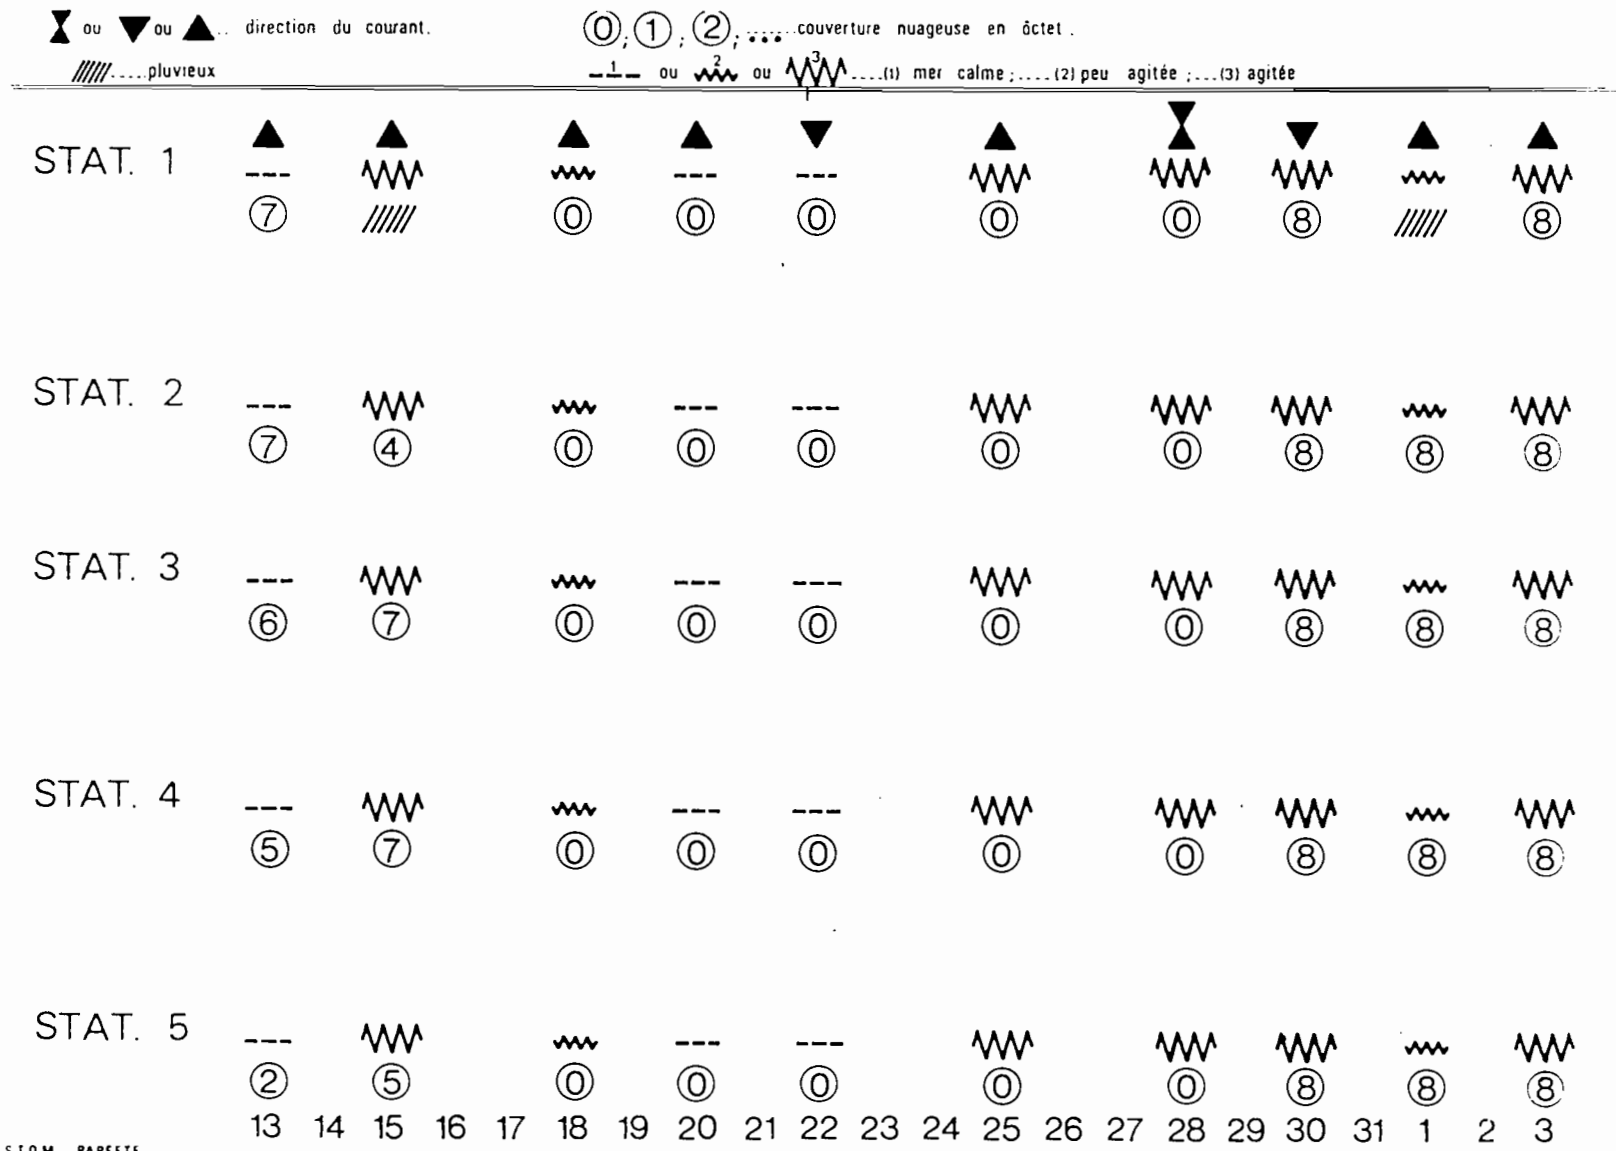 ou ou .. direction du courant.
0; 1; 2; ........couverture nuageuse en òctet.
.....pluvieux
1 ou 2 ou 3 ....(1) mer calme;....(2) peu agitée;...(3) agitée
STAT. 1
7 0 0 0 0 0 8 8
STAT. 2
7 4 0 0 0 0 0 8 8 8
STAT. 3
6 7 0 0 0 0 0 8 8 8
STAT. 4
5 7 0 0 0 0 0 8 8 8
STAT. 5
2 5 0 0 0 0 0 8 8 8
13 14 15 16 17 18 19 20 21 22 23 24 25 26 27 28 29 30 31 1 2 3